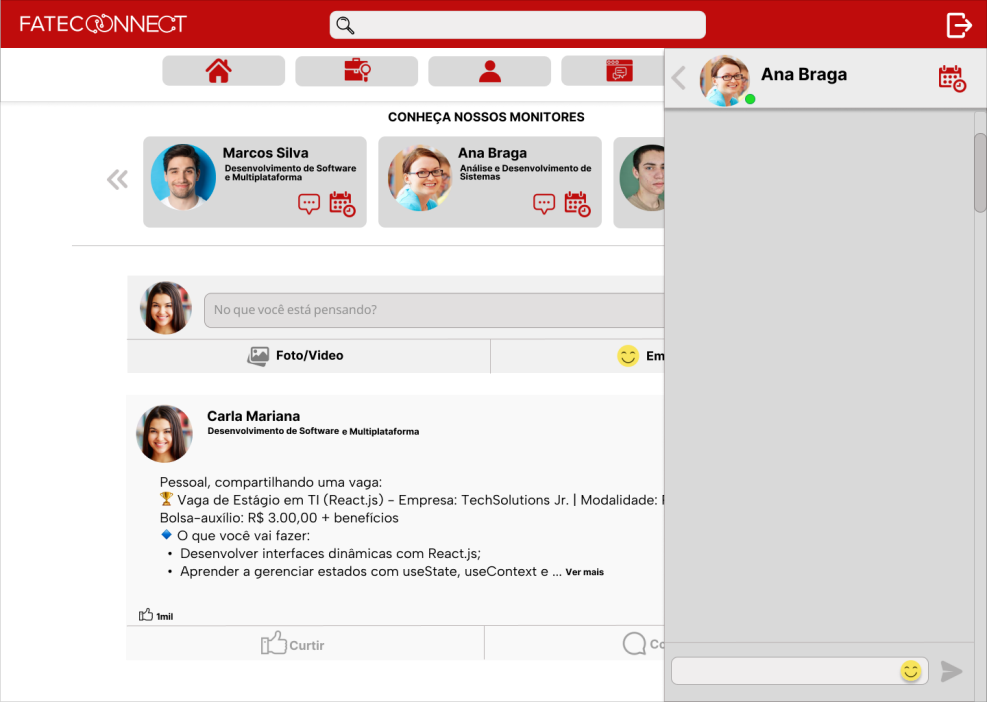 FATECCONNECT
Ana Braga
CONHEÇA NOSSOS MONITORES
Marcos Silva
Desenvolvimento de Software
e Multiplataforma
Ana Braga
Análise e Desenvolvimento de
Sistemas
No que você está pensando?
Foto/Video
Em
Carla Mariana
Desenvolvimento de Software e Multiplataforma
Pessoal, compartilhando uma vaga:
🏆 Vaga de Estágio em TI (React.js) – Empresa: TechSolutions Jr. | Modalidade:
Bolsa-auxílio: R$ 3.00,00 + benefícios
🔹 O que você vai fazer:
• Desenvolver interfaces dinâmicas com React.js;
• Aprender a gerenciar estados com useState, useContext e ... Ver mais
1mil
Curtir
Co